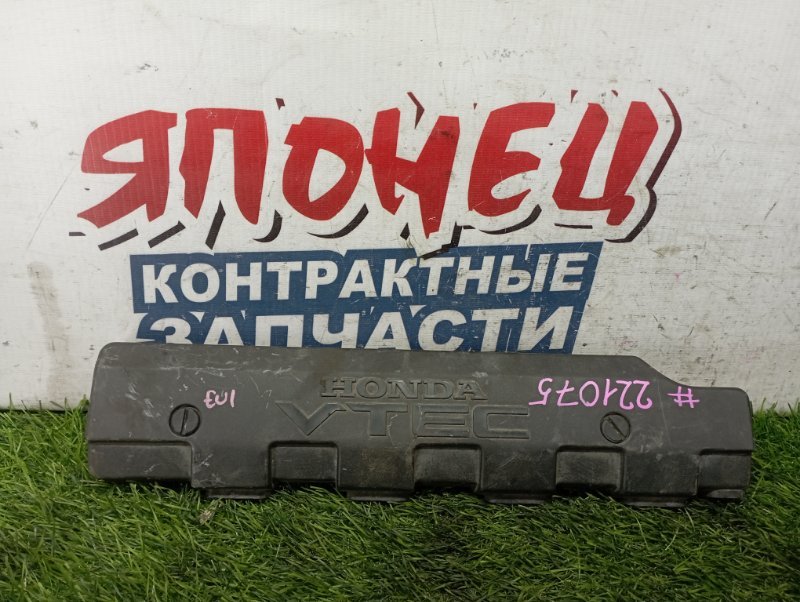 ЯПОНЕЦ
КОНТРАКТНЫЕ
ЗАПЧАСТИ
HONDA
VTEC
#221075